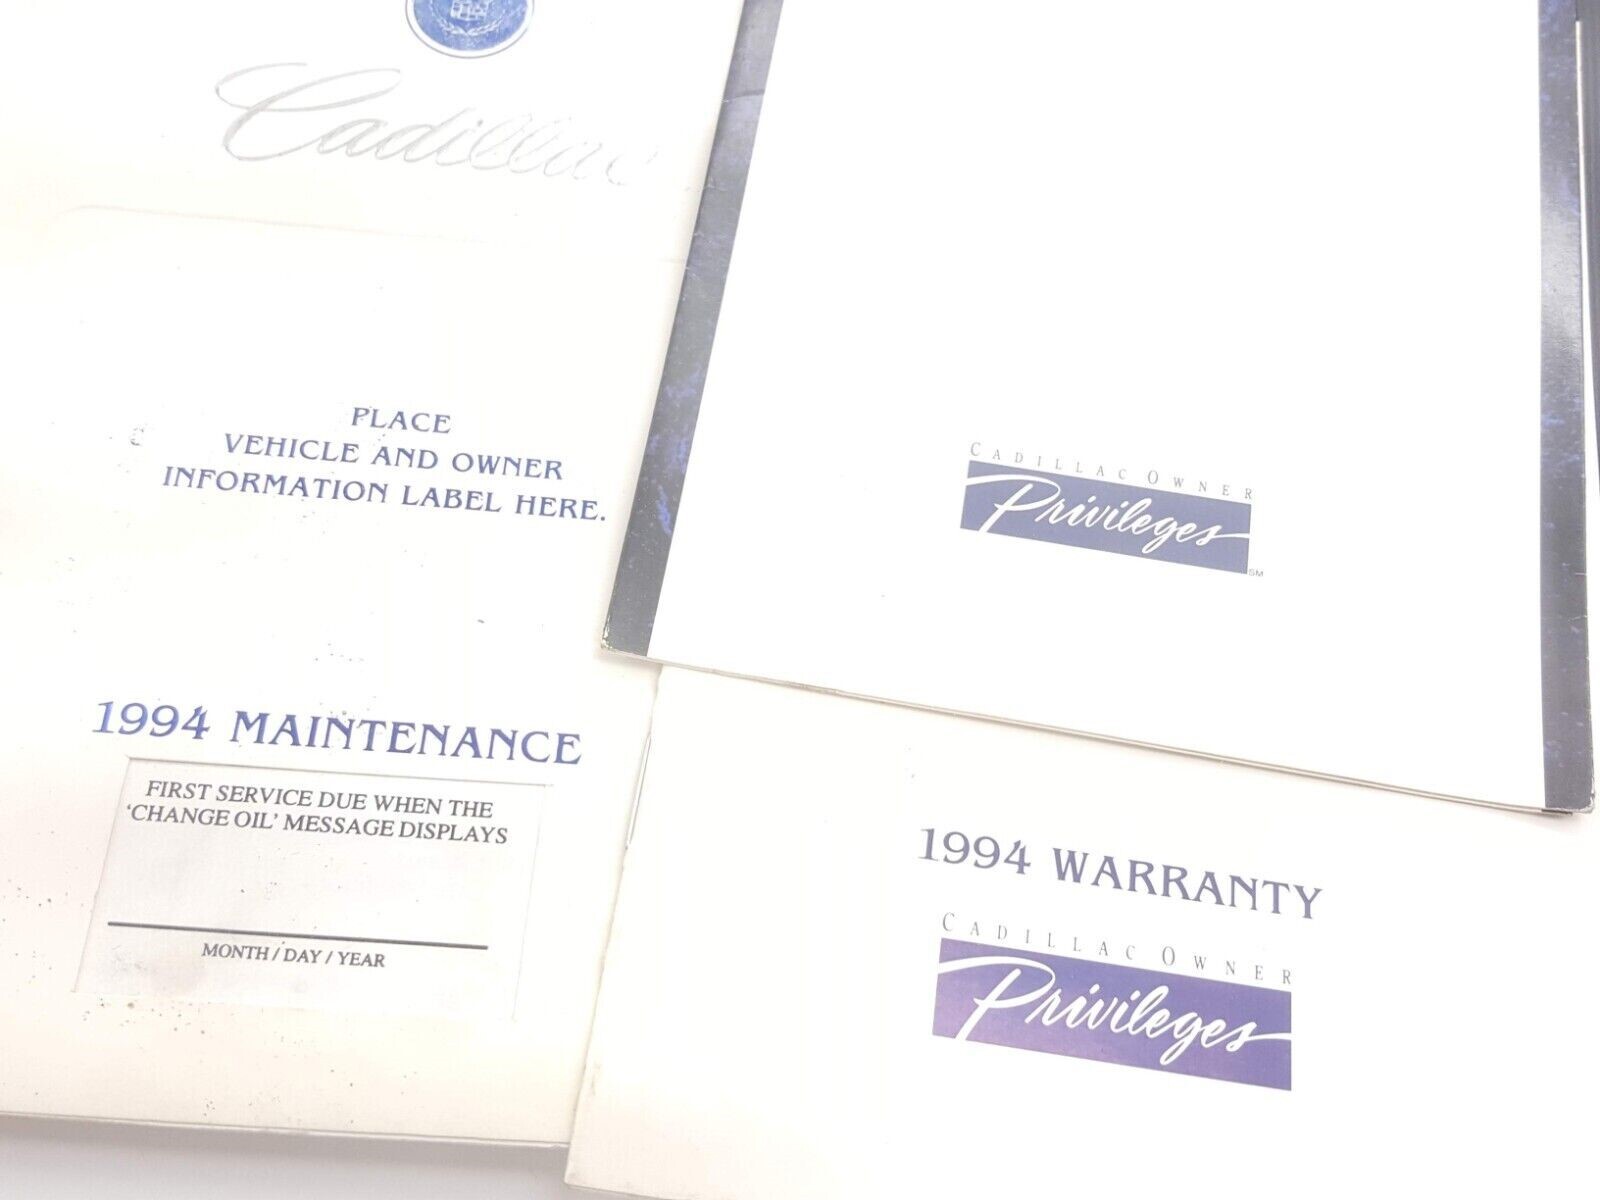 Cadillac
PLACE
VEHICLE AND OWNER
INFORMATION LABEL HERE.
1994 MAINTENANCE
FIRST SERVICE DUE WHEN THE
‘CHANGE OIL’ MESSAGE DISPLAYS
MONTH / DAY / YEAR
CADILLAC OWNER
Privileges
SM
1994 WARRANTY
CADILLAC OWNER
Privileges